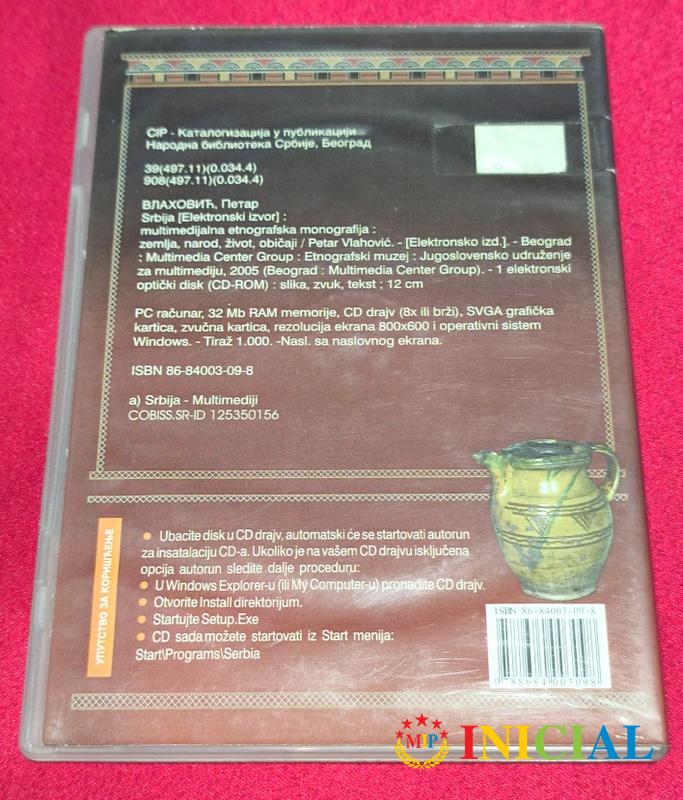 CIP - Каталогизација у публикацији
Народна библиотека Србије, Београд
39(497.11)(0.034.4)
908(497.11)(0.034.4)
ВЛАХОВИЋ, Петар
Srbija [Elektronski izvor] :
multimedijalna etnografska monografija :
zemlja, narod, život, običaji / Petar Vlahović. - [Elektronsko izd.]. - Beograd
: Multimedia Center Group : Etnografski muzej : Jugoslovensko udruženje
za multimediju, 2005 (Beograd : Multimedia Center Group). - 1 elektronski
optički disk (CD-ROM) : slika, zvuk, tekst ; 12 cm
PC računar, 32 Mb RAM memorije, CD drajv (8x ili brži), SVGA grafička
kartica, zvučna kartica, rezolucija ekrana 800x600 i operativni sistem
Windows. - Tiraž 1.000. -Nasl. sa naslovnog ekrana.
ISBN 86-84003-09-8
a) Srbija - Multimediji
COBISS.SR-ID 125350156
УПУТСТВО ЗА КОРИШЋЕЊЕ
• Ubacite disk u CD drajv, automatski će se startovati autorun
za insatalaciju CD-a. Ukoliko je na vašem CD drajvu isključena
opcija autorun sledite dalje proceduru:
• U Windows Explorer-u (ili My Computer-u) pronađite CD drajv.
• Otvorite Install direktorijum.
• Startujte Setup.Exe
• CD sada možete startovati iz Start menija:
Start\Programs\Serbia
ISBN 86-84003-09-8
9788684003098
MIP INICIAL